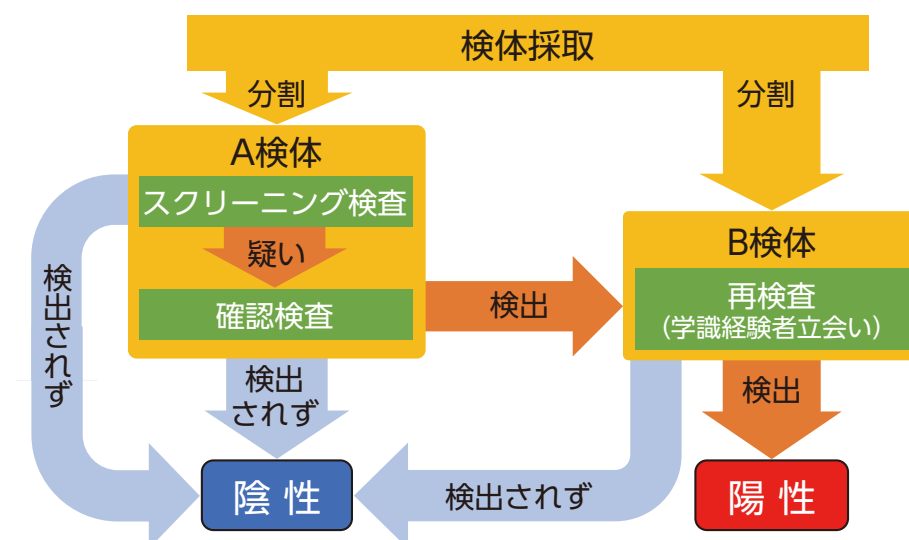 検体採取
分割
分割
A検体
スクリーニング検査
疑い
確認検査
検出
B検体
再検査
（学識経験者立会い）
検出されず
検出
されず
検出
検出されず
陰性
陽性